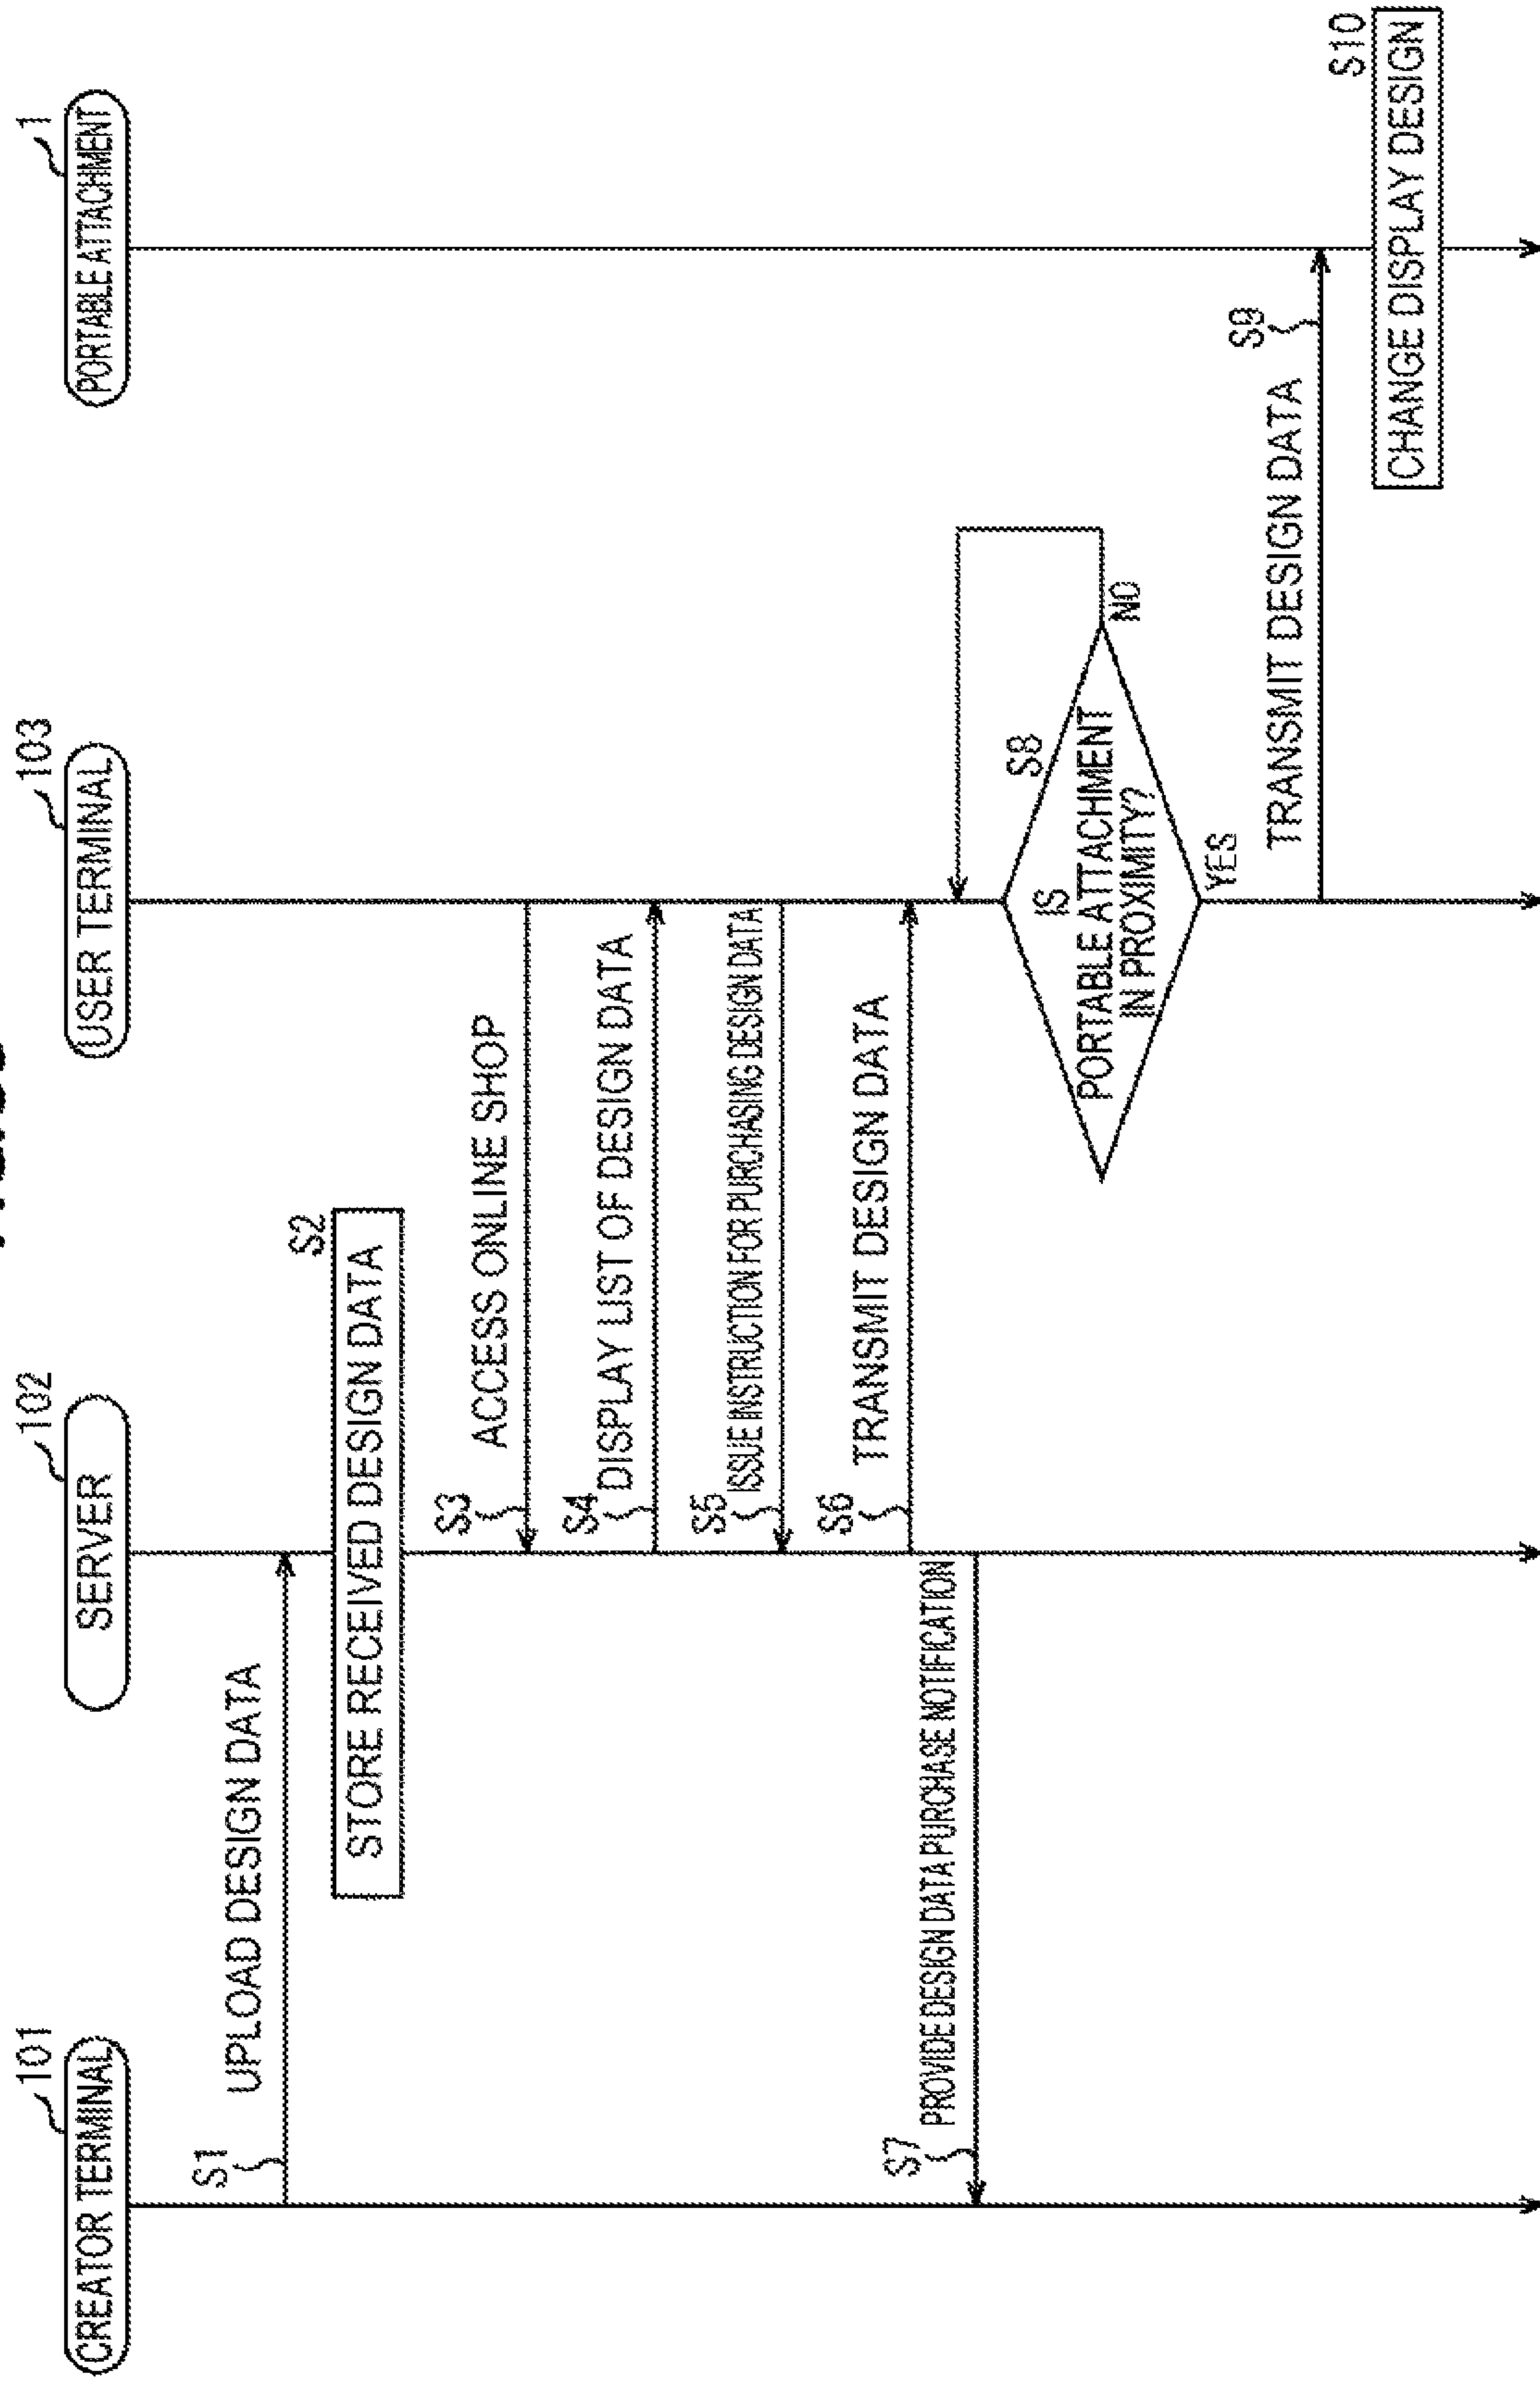 101
CREATOR TERMINAL
102
SERVER
103
USER TERMINAL
1
PORTABLE ATTACHMENT
S1
UPLOAD DESIGN DATA
S2
STORE RECEIVED DESIGN DATA
S3
ACCESS ONLINE SHOP
S4
DISPLAY LIST OF DESIGN DATA
S5
ISSUE INSTRUCTION FOR PURCHASING DESIGN DATA
S6
TRANSMIT DESIGN DATA
S7
PROVIDE DESIGN DATA PURCHASE NOTIFICATION
S8
IS
PORTABLE ATTACHMENT
IN PROXIMITY?
NO
YES
S9
TRANSMIT DESIGN DATA
S10
CHANGE DISPLAY DESIGN